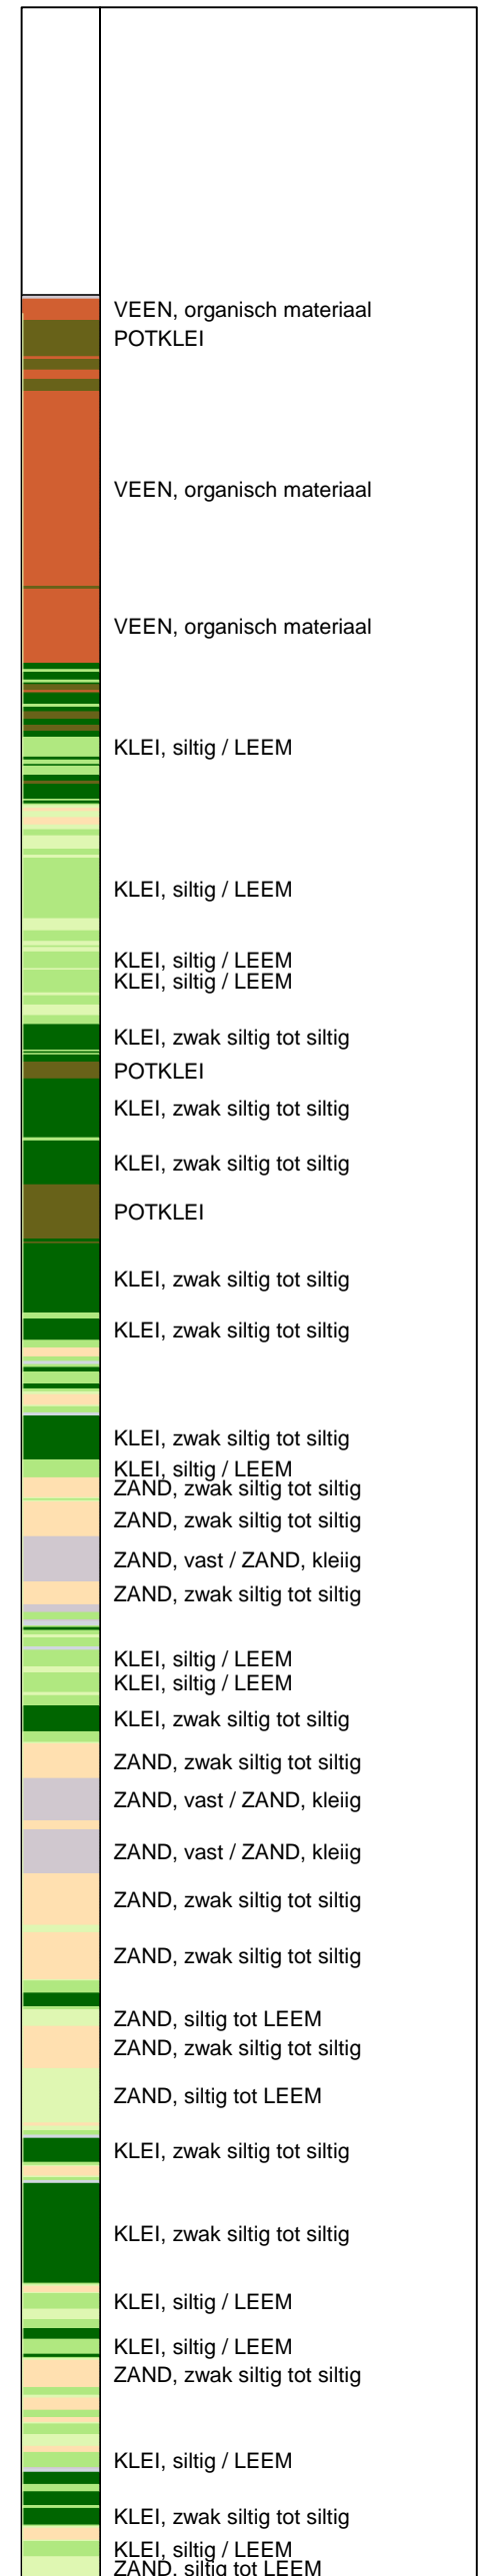 VEEN, organisch materiaal
POTKLEI
VEEN, organisch materiaal
VEEN, organisch materiaal
KLEI, siltig / LEEM
KLEI, siltig / LEEM
KLEI, siltig / LEEM
KLEI, siltig / LEEM
KLEI, zwak siltig tot siltig
POTKLEI
KLEI, zwak siltig tot siltig
KLEI, zwak siltig tot siltig
POTKLEI
KLEI, zwak siltig tot siltig
KLEI, zwak siltig tot siltig
KLEI, zwak siltig tot siltig
KLEI, siltig / LEEM
ZAND, zwak siltig tot siltig
ZAND, zwak siltig tot siltig
ZAND, vast / ZAND, kleiig
ZAND, zwak siltig tot siltig
KLEI, siltig / LEEM
KLEI, siltig / LEEM
KLEI, zwak siltig tot siltig
ZAND, zwak siltig tot siltig
ZAND, vast / ZAND, kleiig
ZAND, vast / ZAND, kleiig
ZAND, zwak siltig tot siltig
ZAND, zwak siltig tot siltig
ZAND, siltig tot LEEM
ZAND, zwak siltig tot siltig
ZAND, siltig tot LEEM
KLEI, zwak siltig tot siltig
KLEI, zwak siltig tot siltig
KLEI, siltig / LEEM
KLEI, siltig / LEEM
ZAND, zwak siltig tot siltig
KLEI, siltig / LEEM
KLEI, zwak siltig tot siltig
KLEI, siltig / LEEM
ZAND, siltig tot LEEM